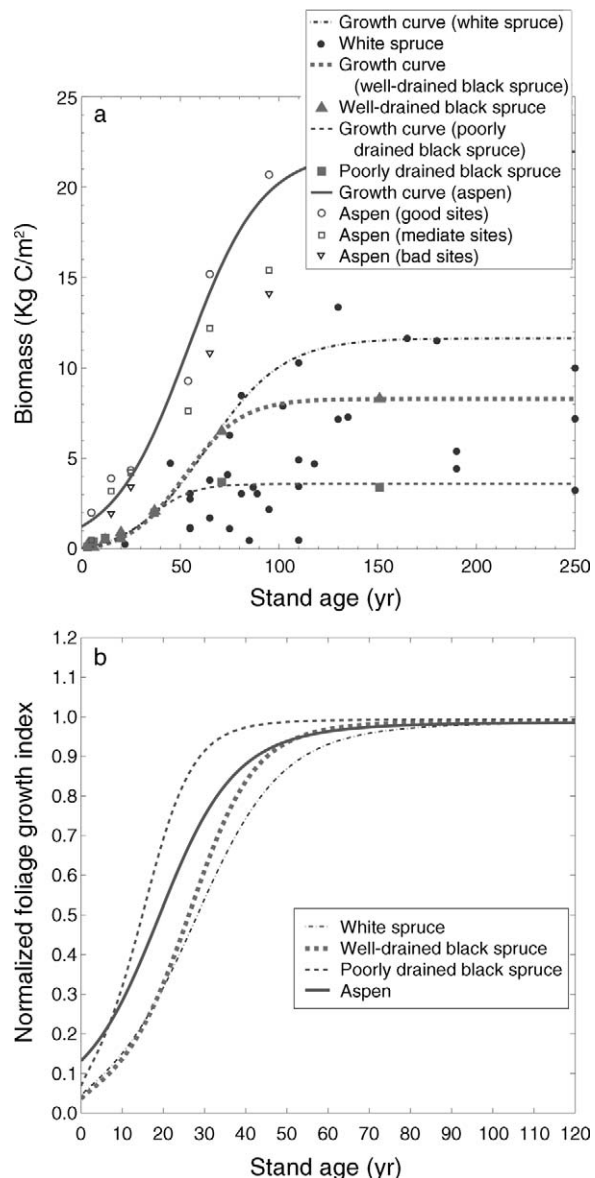 Growth curve (white spruce)
White spruce
Growth curve
(well-drained black spruce)
Well-drained black spruce
Growth curve (poorly
drained black spruce)
Poorly drained black spruce
Growth curve (aspen)
Aspen (good sites)
Aspen (mediate sites)
Aspen (bad sites)
a
25
20
15
10
5
0
Biomass (Kg C/m²)
0 50 100 150 200 250
Stand age (yr)
b
1.2
1.1
1.0
0.9
0.8
0.7
0.6
0.5
0.4
0.3
0.2
0.1
0.0
Normalized foliage growth index
White spruce
Well-drained black spruce
Poorly drained black spruce
Aspen
0 10 20 30 40 50 60 70 80 90 100 110 120
Stand age (yr)